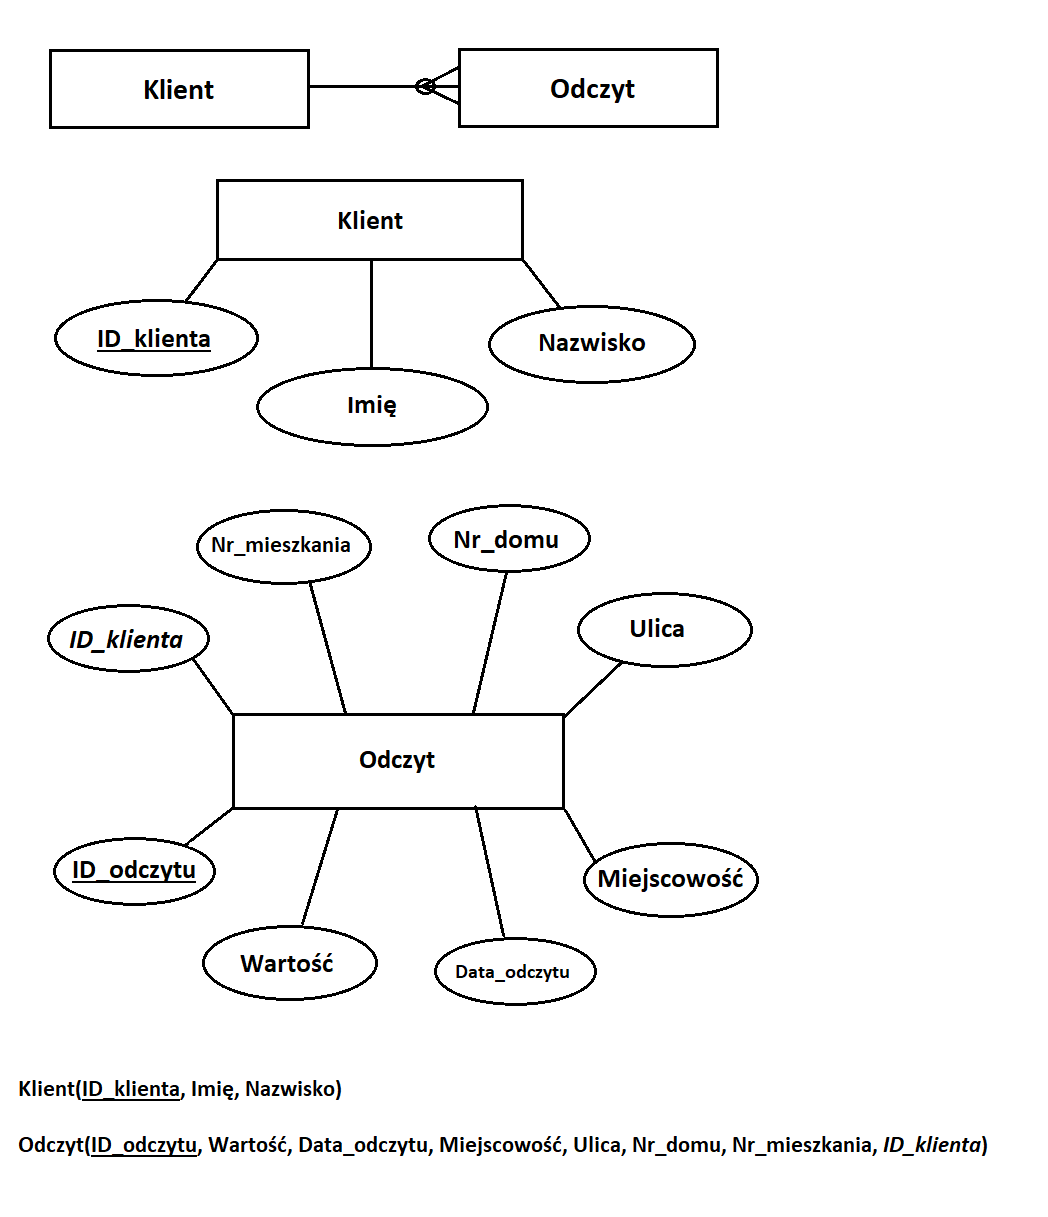 Klient
Odczyt
Klient
ID_klienta
Nazwisko
Imię
Nr_mieszkania
Nr_domu
ID_klienta
Ulica
Odczyt
ID_odczytu
Miejscowość
Wartość
Data_odczytu
Klient(ID_klienta, Imię, Nazwisko)
Odczyt(ID_odczytu, Wartość, Data_odczytu, Miejscowość, Ulica, Nr_domu, Nr_mieszkania, ID_klienta)